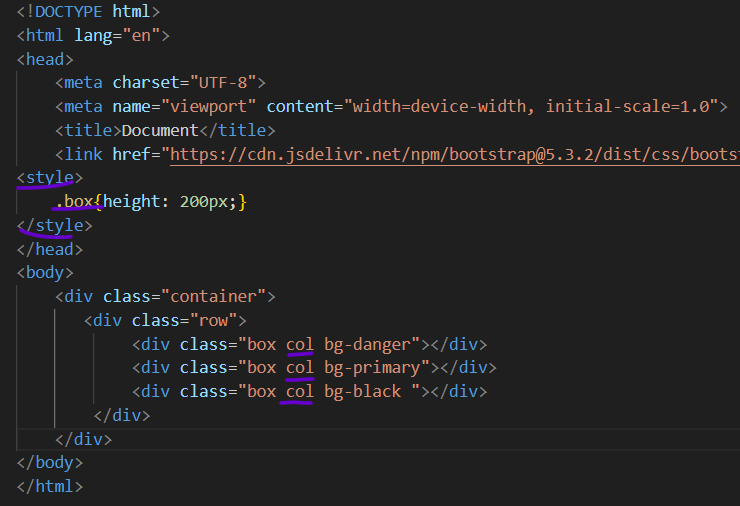 <!DOCTYPE html>
<html lang="en">
<head>
<meta charset="UTF-8">
<meta name="viewport" content="width=device-width, initial-scale=1.0">
<title>Document</title>
<link href="https://cdn.jsdelivr.net/npm/bootstrap@5.3.2/dist/css/boots
<style>
.box{height: 200px;}
</style>
</head>
<body>
<div class="container">
<div class="row">
<div class="box col bg-danger"></div>
<div class="box col bg-primary"></div>
<div class="box col bg-black "></div>
</div>
</div>
</body>
</html>